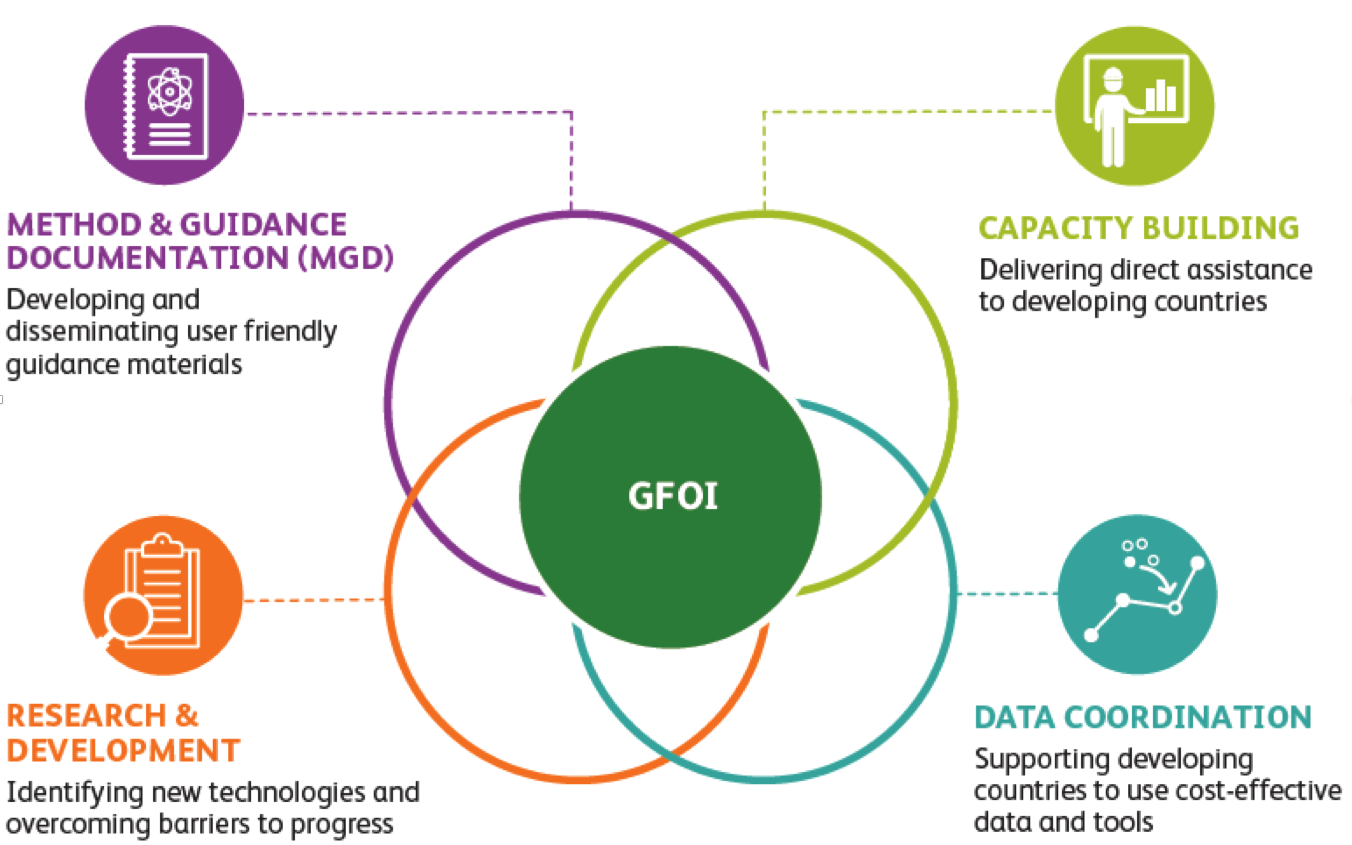 METHOD & GUIDANCE
DOCUMENTATION (MGD)
Developing and
disseminating user friendly
guidance materials
CAPACITY BUILDING
Delivering direct assistance
to developing countries
GFOI
RESEARCH &
DEVELOPMENT
Identifying new technologies and
overcoming barriers to progress
DATA COORDINATION
Supporting developing
countries to use cost-effective
data and tools